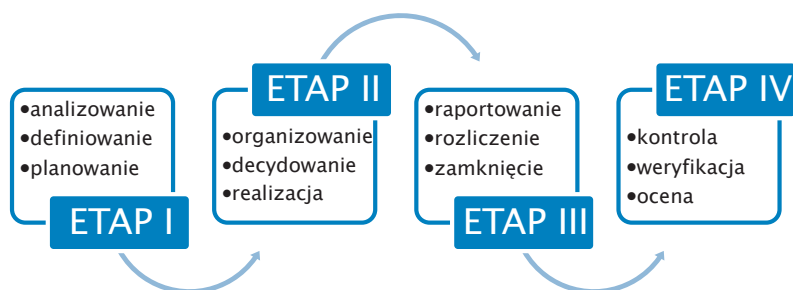 •analizowanie
•definiowanie
•planowanie
ETAP I
ETAP II
•organizowanie
•decydowanie
•realizacja
•raportowanie
•rozliczenie
•zamknięcie
ETAP III
ETAP IV
•kontrola
•weryfikacja
•ocena